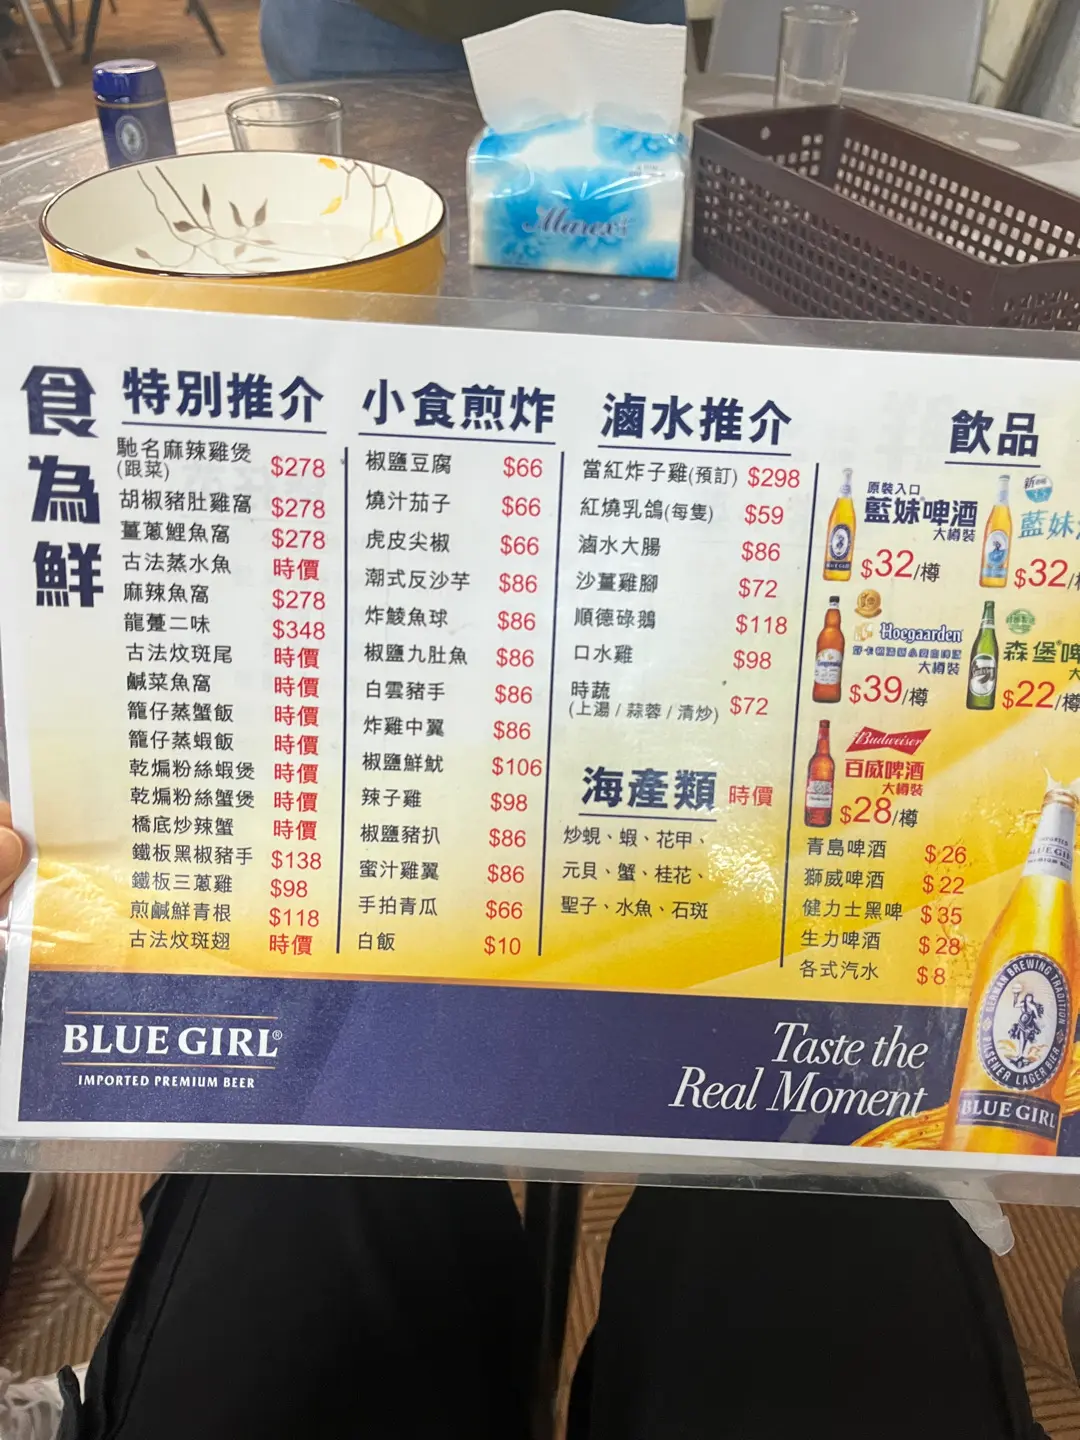 Marex
食為鮮
特別推介
馳名麻辣雞煲 $278
(跟菜)
胡椒豬肚雞窩 $278
薑蔥鯉魚窩 $278
古法蒸水魚 時價
麻辣魚窩 $278
龍躉二味 $348
古法炆斑尾 時價
鹹菜魚窩 時價
籠仔蒸蟹飯 時價
籠仔蒸蝦飯 時價
乾煸粉絲蝦煲 時價
乾煸粉絲蟹煲 時價
橋底炒辣蟹 時價
鐵板黑椒豬手 $138
鐵板三蔥雞 $98
煎鹹鮮青根 $118
古法炆斑翅 時價
小食煎炸
椒鹽豆腐 $66
燒汁茄子 $66
虎皮尖椒 $66
潮式反沙芋 $86
炸鯪魚球 $86
椒鹽九肚魚 $86
白雲豬手 $86
炸雞中翼 $86
椒鹽鮮魷 $106
辣子雞 $98
椒鹽豬扒 $86
蜜汁雞翼 $86
手拍青瓜 $66
白飯 $10
滷水推介
當紅炸子雞(預訂) $298
紅燒乳鴿(每隻) $59
滷水大腸 $86
沙薑雞腳 $72
順德碌鵝 $118
口水雞 $98
時蔬 $72
(上湯/蒜蓉/清炒)
海產類 時價
炒蜆、蝦、花甲、
元貝、蟹、桂花、
聖子、水魚、石斑
飲品
原裝入口
藍妹啤酒
大樽裝
$32/樽
藍妹
$32/
Hoegaarden
大樽裝
$39/樽
森堡啤
$22/樽
Budweiser
百威啤酒
大樽裝
$28/樽
青島啤酒 $26
獅威啤酒 $22
健力士黑啤 $35
生力啤酒 $28
各式汽水 $8
BLUE GIRL®
IMPORTED PREMIUM BEER
Taste the
Real Moment
GERMAN BREWING TRADITION
PILSENER LAGER BEER
BLUE GIRL